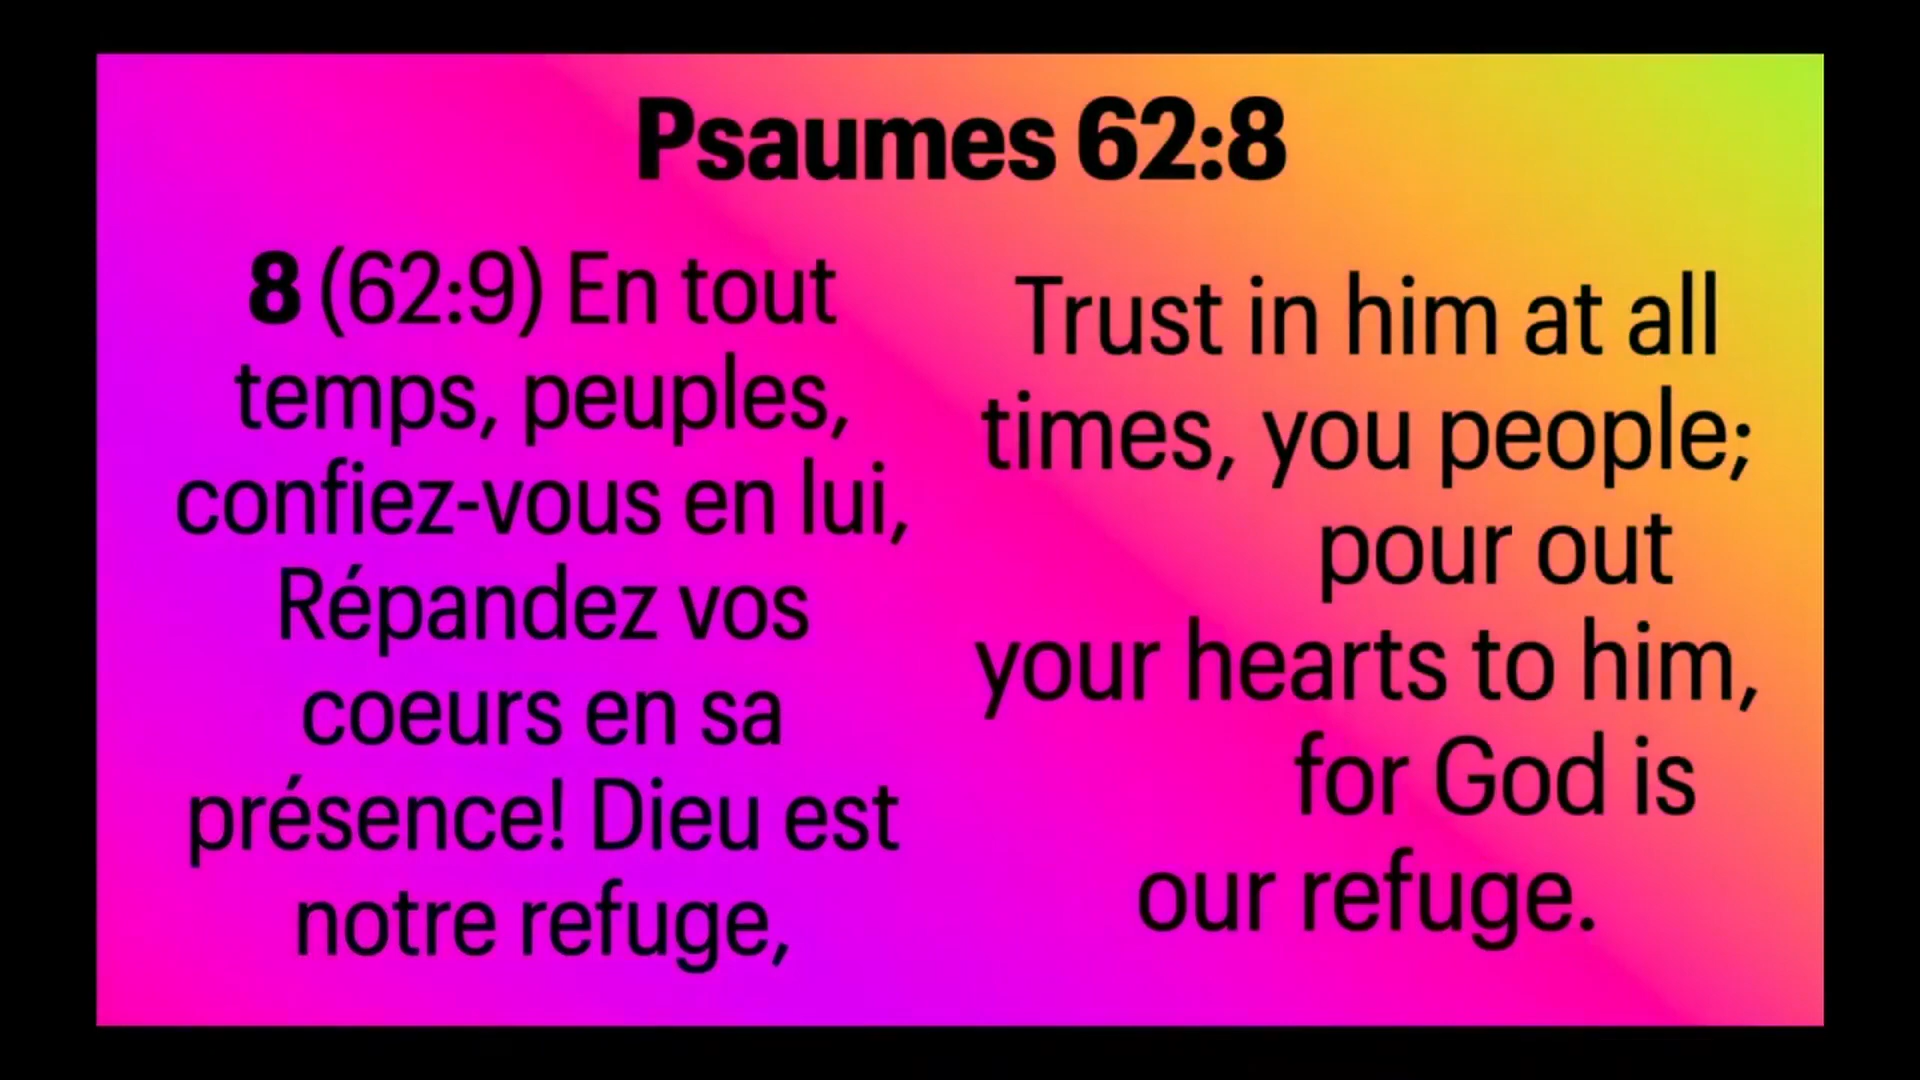 Psaumes 62:8
8 (62:9) En tout
temps, peuples,
confiez-vous en lui,
Répandez vos
coeurs en sa
présence! Dieu est
notre refuge,
Trust in him at all
times, you people;
pour out
your hearts to him,
for God is
our refuge.